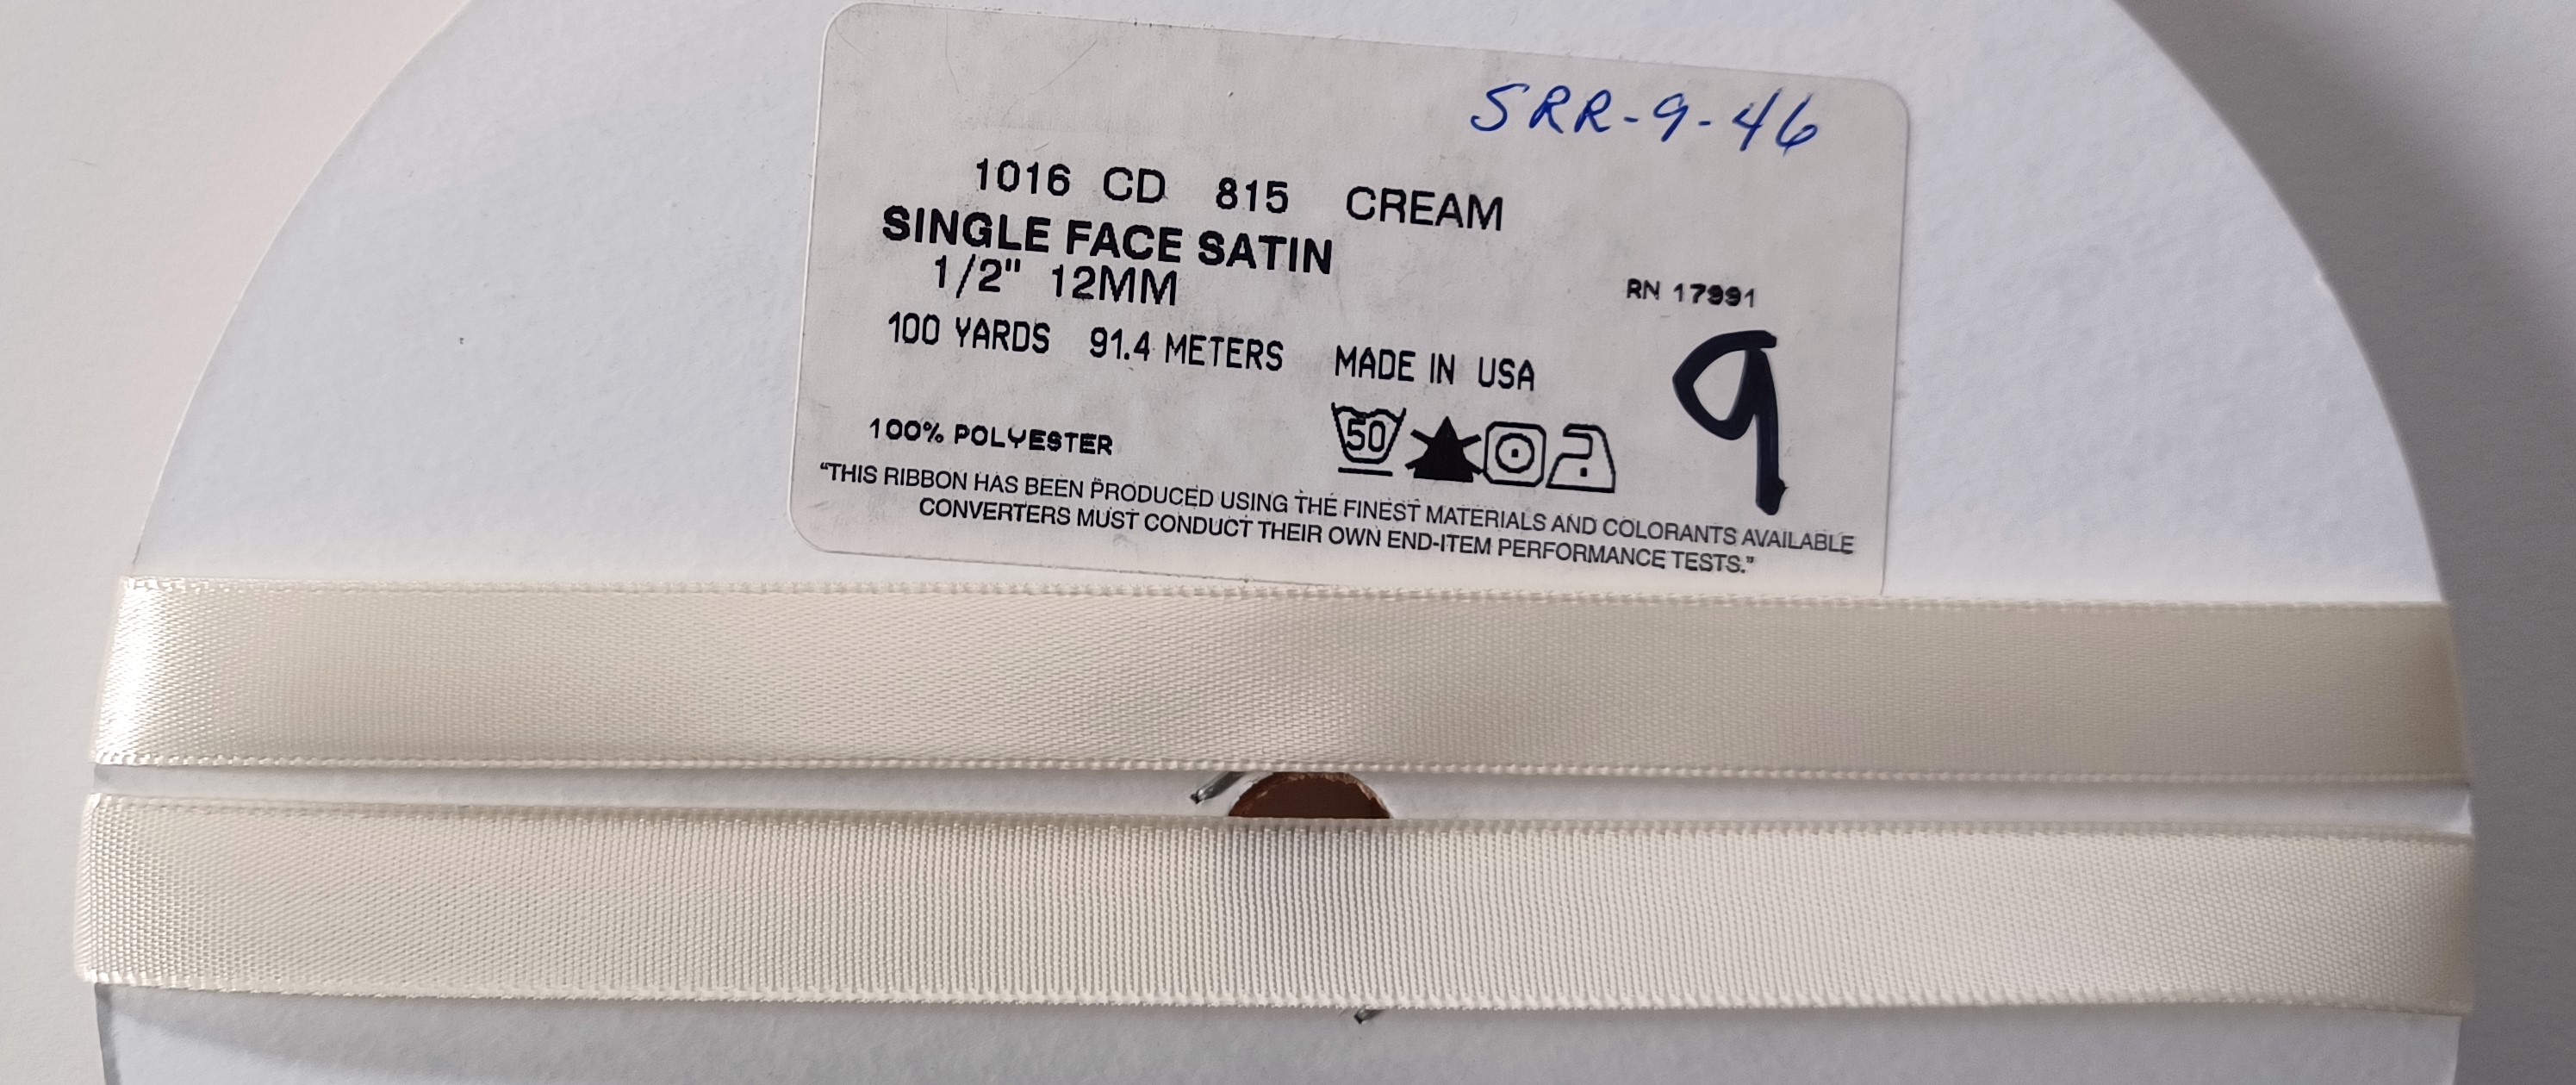 SRR-9-46
1016 CD 815 CREAM
SINGLE FACE SATIN
1/2" 12MM
RN 17991
100 YARDS 91.4 METERS MADE IN USA
9
50
100% POLYESTER
“THIS RIBBON HAS BEEN PRODUCED USING THE FINEST MATERIALS AND COLORANTS AVAILABLE
CONVERTERS MUST CONDUCT THEIR OWN END-ITEM PERFORMANCE TESTS.”